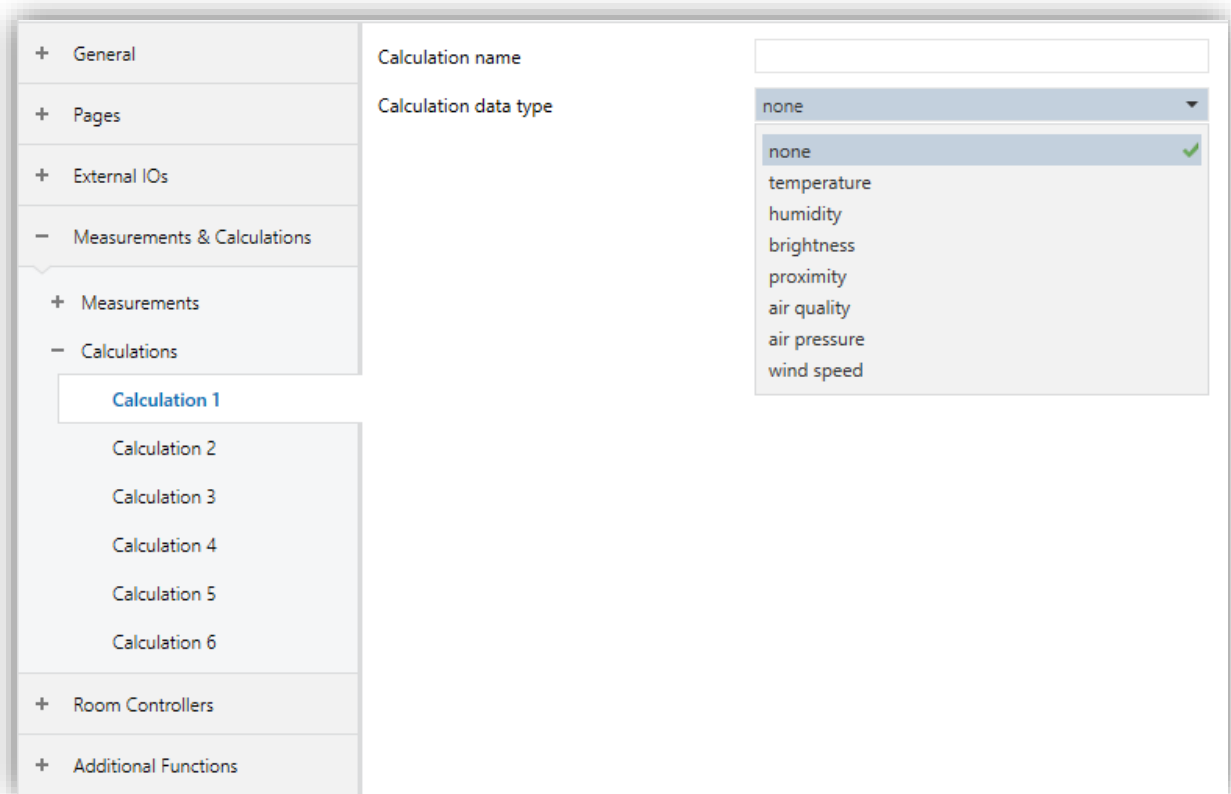 General
Pages
External IOs
Measurements & Calculations
Measurements
Calculations
Calculation 1
Calculation 2
Calculation 3
Calculation 4
Calculation 5
Calculation 6
Room Controllers
Additional Functions
Calculation name
Calculation data type
none
none
temperature
humidity
brightness
proximity
air quality
air pressure
wind speed